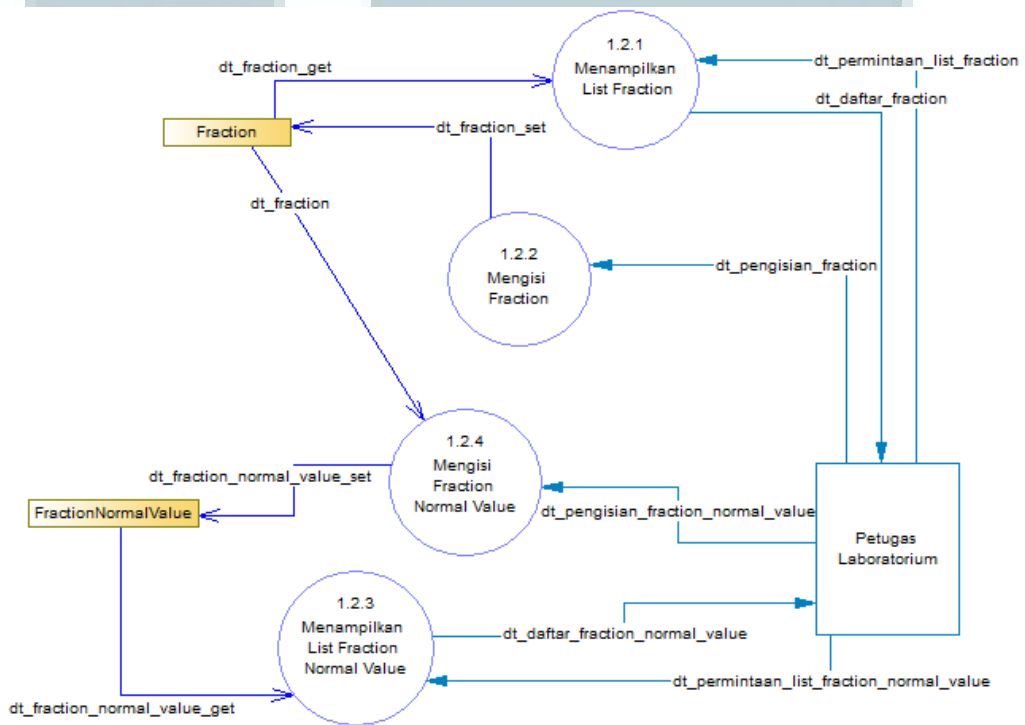 1.2.1
Menampilkan
List Fraction
dt_permintaan_list_fraction
dt_fraction_get
dt_daftar_fraction
Fraction
dt_fraction_set
dt_fraction
1.2.2
Mengisi
Fraction
dt_pengisian_fraction
1.2.4
Mengisi
Fraction
Normal Value
dt_fraction_normal_value_set
FractionNormalValue
dt_pengisian_fraction_normal_value
Petugas
Laboratorium
1.2.3
Menampilkan
List Fraction
Normal Value
dt_daftar_fraction_normal_value
dt_permintaan_list_fraction_normal_value
dt_fraction_normal_value_get